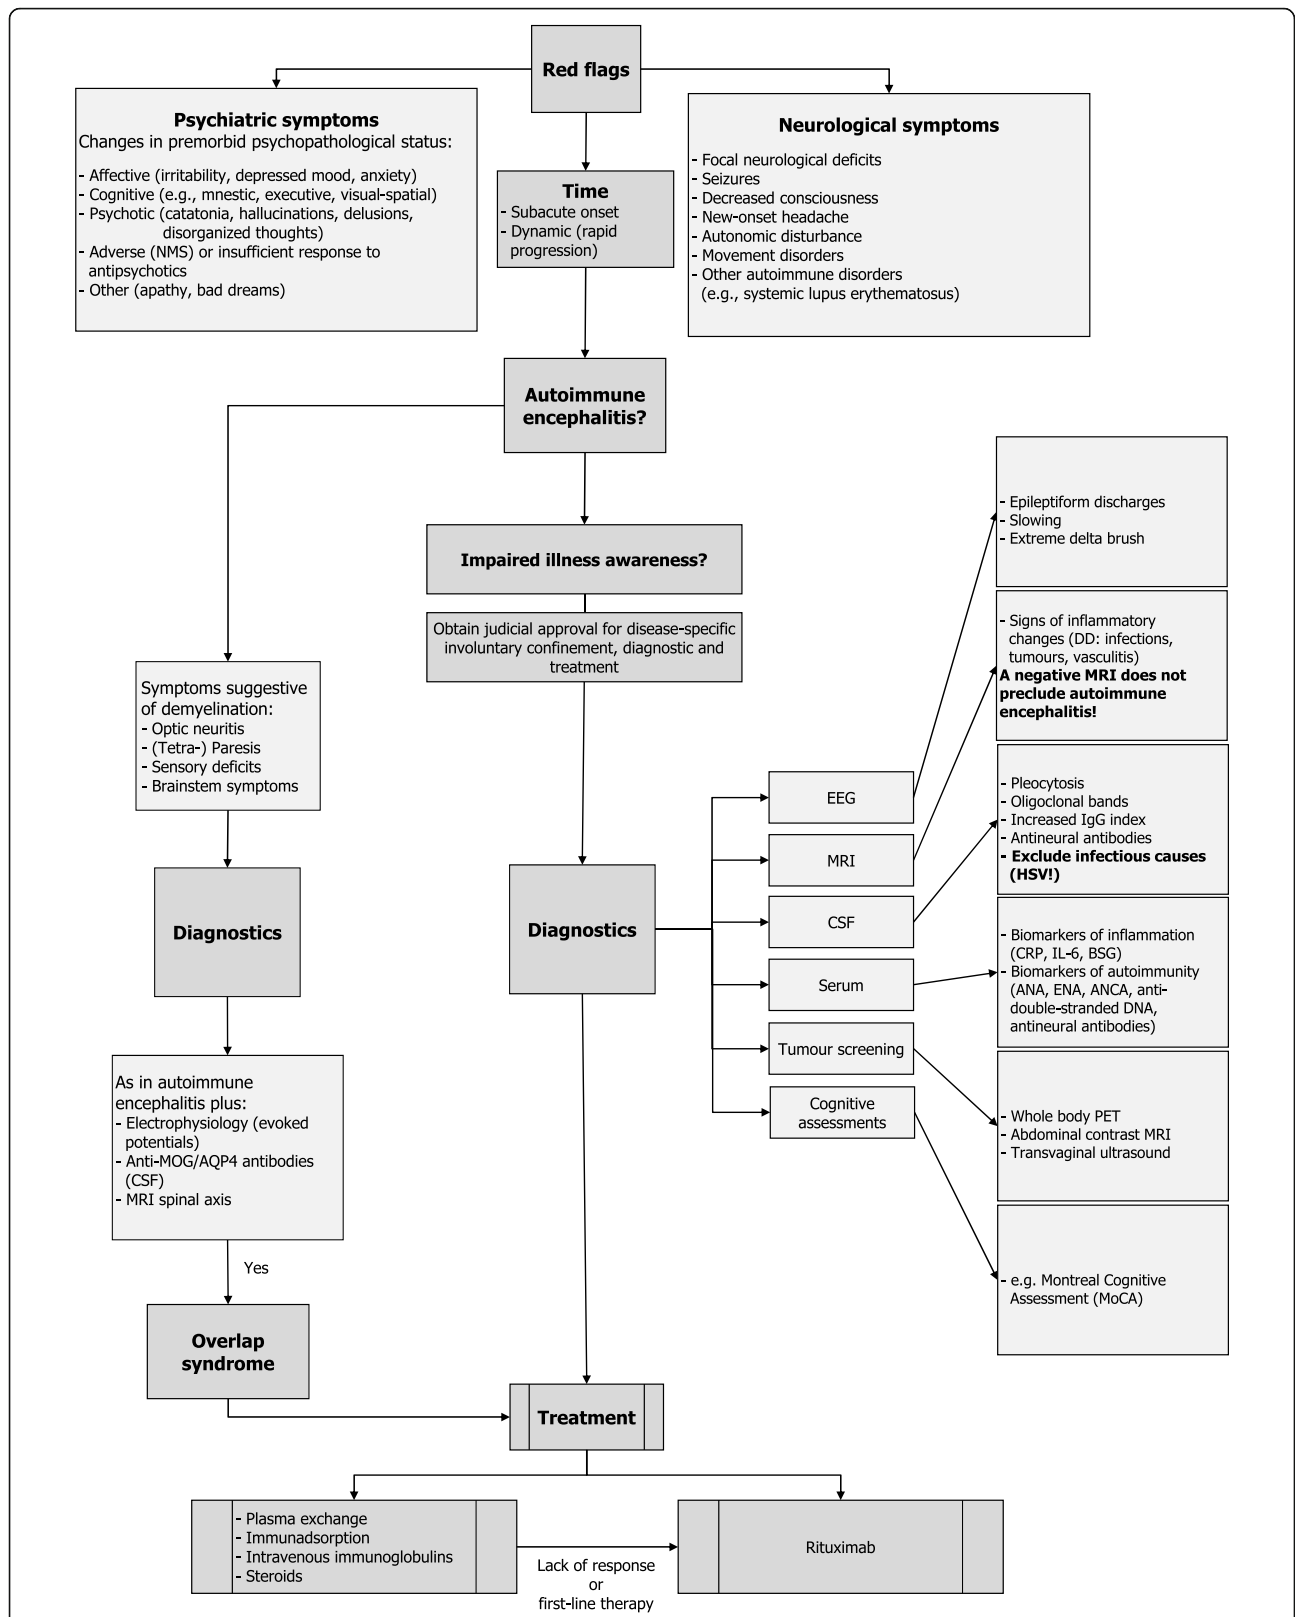 Red flags
Psychiatric symptoms
Changes in premorbid psychopathological status:
- Affective (irritability, depressed mood, anxiety)
- Cognitive (e.g., mnestic, executive, visual-spatial)
- Psychotic (catatonia, hallucinations, delusions,
disorganized thoughts)
- Adverse (NMS) or insufficient response to
antipsychotics
- Other (apathy, bad dreams)
Time
- Subacute onset
- Dynamic (rapid
progression)
Neurological symptoms
- Focal neurological deficits
- Seizures
- Decreased consciousness
- New-onset headache
- Autonomic disturbance
- Movement disorders
- Other autoimmune disorders
(e.g., systemic lupus erythematosus)
Autoimmune
encephalitis?
Impaired illness awareness?
Obtain judicial approval for disease-specific
involuntary confinement, diagnostic and
treatment
Symptoms suggestive
of demyelination:
- Optic neuritis
- (Tetra-) Paresis
- Sensory deficits
- Brainstem symptoms
Diagnostics
As in autoimmune
encephalitis plus:
- Electrophysiology (evoked
potentials)
- Anti-MOG/AQP4 antibodies
(CSF)
- MRI spinal axis
Yes
Overlap
syndrome
Diagnostics
EEG
MRI
CSF
Serum
Tumour screening
Cognitive
assessments
- Epileptiform discharges
- Slowing
- Extreme delta brush
- Signs of inflammatory
changes (DD: infections,
tumours, vasculitis)
A negative MRI does not
preclude autoimmune
encephalitis!
- Pleocytosis
- Oligoclonal bands
- Increased IgG index
- Antineural antibodies
- Exclude infectious causes
(HSV!)
- Biomarkers of inflammation
(CRP, IL-6, BSG)
- Biomarkers of autoimmunity
(ANA, ENA, ANCA, anti-
double-stranded DNA,
antineural antibodies)
- Whole body PET
- Abdominal contrast MRI
- Transvaginal ultrasound
- e.g. Montreal Cognitive
Assessment (MoCA)
Treatment
- Plasma exchange
- Immunadsorption
- Intravenous immunoglobulins
- Steroids
Lack of response
or
first-line therapy
Rituximab